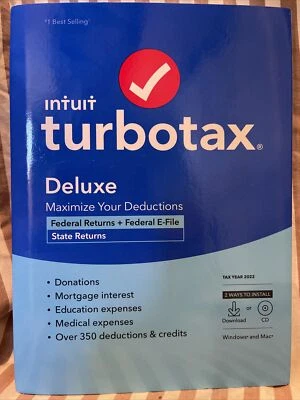 #1 Best Selling*
intuit
turbotax®
Deluxe
Maximize Your Deductions
Federal Returns + Federal E-File
State Returns
• Donations
• Mortgage interest
• Education expenses
• Medical expenses
• Over 350 deductions & credits
TAX YEAR 2022
2 WAYS TO INSTALL
or
Download CD
Windows® and Mac®